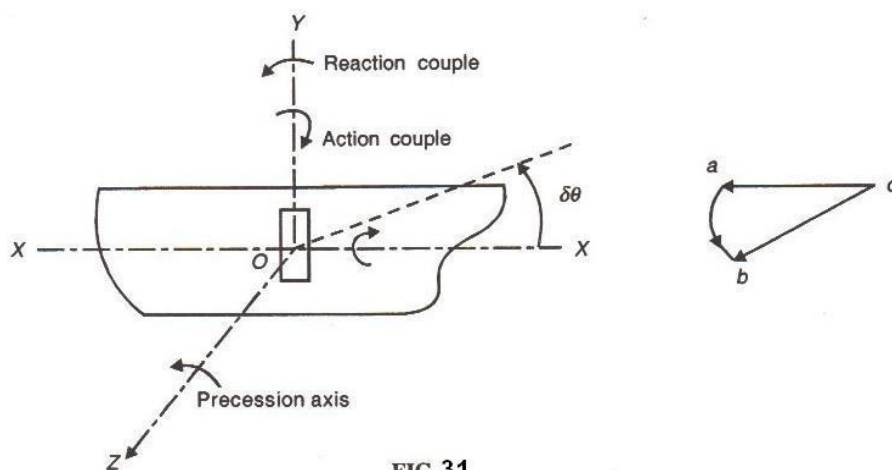 Y
Reaction couple
Action couple
a
δθ
X
X
O
b
Precession axis
Z
FIG. 31